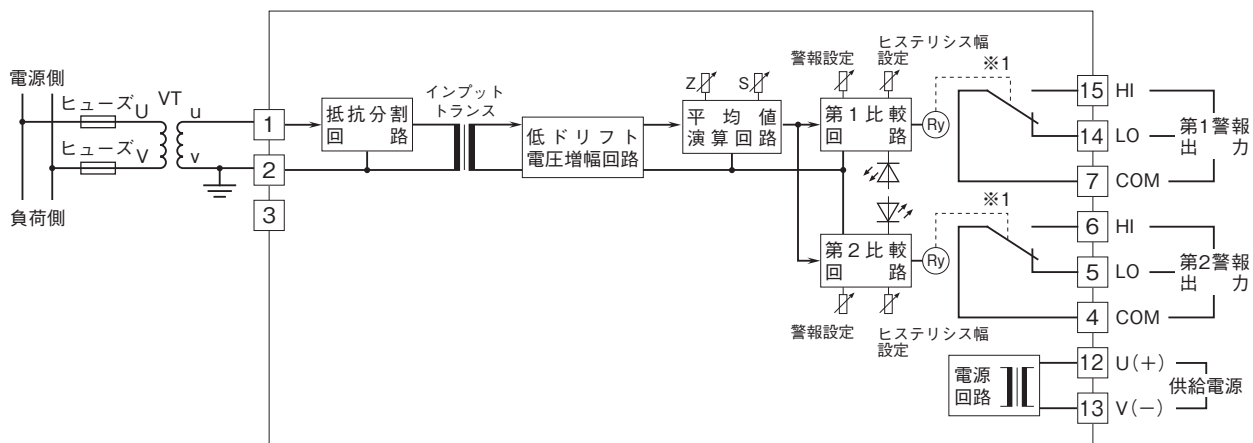 電源側
ヒューズ U VT u
ヒューズ V v
負荷側
1
2
3
抵抗分割
回路
インプット
トランス
低ドリフト
電圧増幅回路
Z S
平均値
演算回路
警報設定
ヒステリシス幅
設定
第1比較
回路
Ry
※1
15 HI
14 LO
7 COM
第1警報
出力
第2比較
回路
Ry
※1
警報設定
ヒステリシス幅
設定
6 HI
5 LO
4 COM
第2警報
出力
電源
回路
12 U(+)
13 V(−)
供給電源